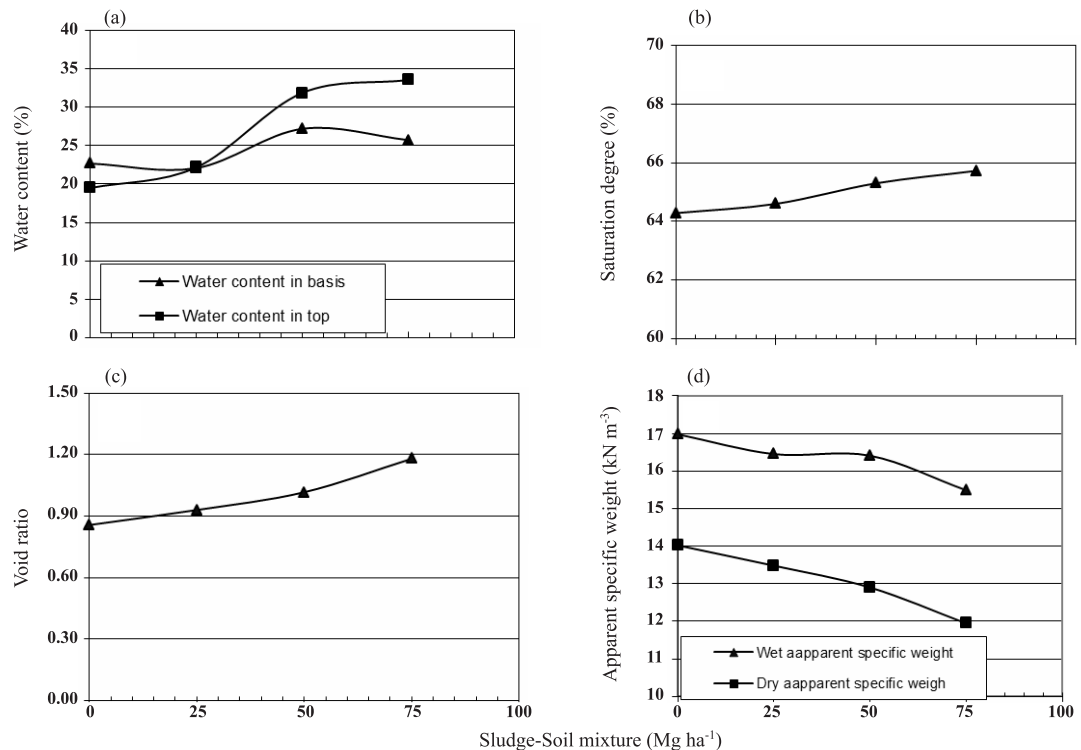 (a)
Water content (%)
40
35
30
25
20
15
10
5
0
Water content in basis
Water content in top
(b)
Saturation degree (%)
70
68
66
64
62
60
(c)
Void ratio
1.50
1.20
0.90
0.60
0.30
0.00
0 25 50 75 100
(d)
Apparent specific weight (kN m-3)
18
17
16
15
14
13
12
11
10
Wet aapparent specific weight
Dry aapparent specific weigh
0 25 50 75 100
Sludge-Soil mixture (Mg ha-1)